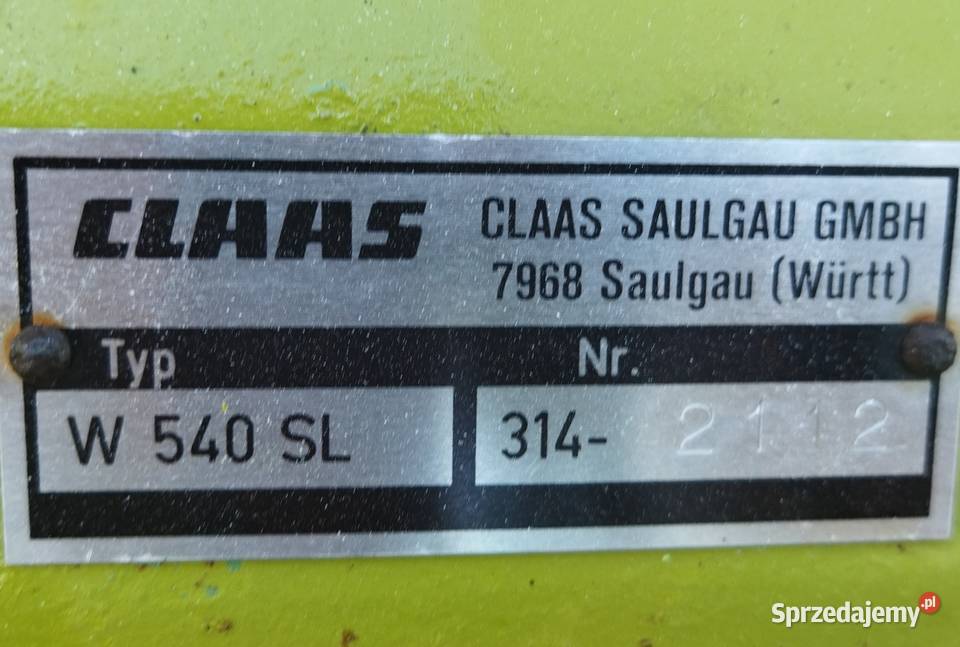 CLAAS
CLAAS SAULGAU GMBH
7968 Saulgau (Württ)
Typ Nr.
W 540 SL 314- 2112
Sprzedajemy.pl